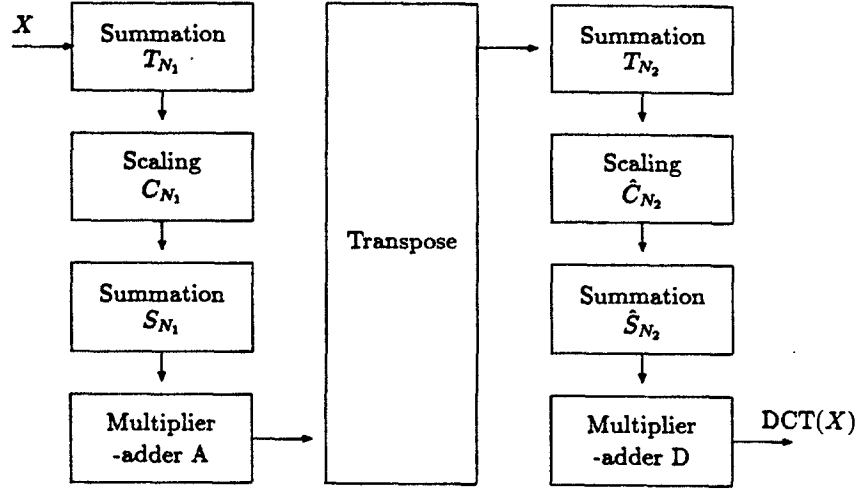 X
Summation
T_{N_1}
Scaling
C_{N_1}
Summation
S_{N_1}
Multiplier
-adder A
Transpose
Summation
T_{N_2}
Scaling
Ĉ_{N_2}
Summation
Ŝ_{N_2}
Multiplier
-adder D
DCT(X)